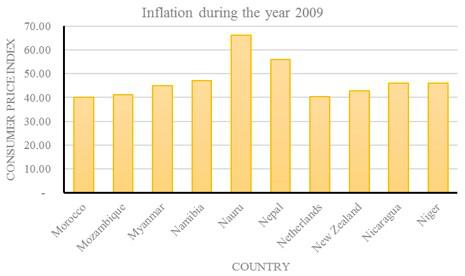 Inflation during the year 2009
CONSUMER PRICE INDEX
70.00
60.00
50.00
40.00
30.00
20.00
10.00
-
Morocco
Mozambique
Myanmar
Namibia
Nauru
Nepal
Netherlands
New Zealand
Nicaragua
Niger
COUNTRY